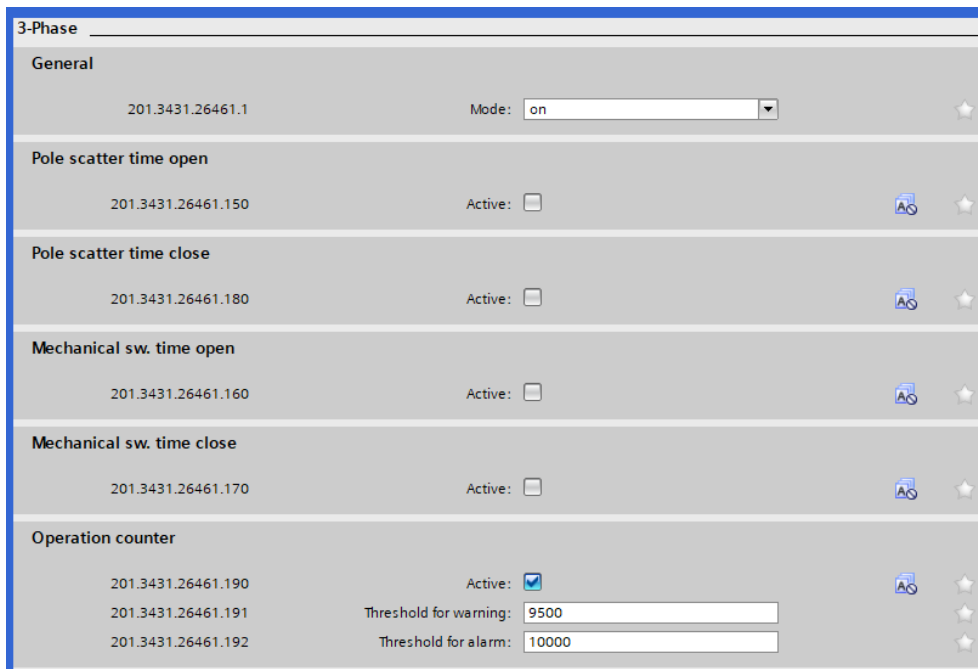 3-Phase
General
201.3431.26461.1 Mode: on
Pole scatter time open
201.3431.26461.150 Active:
Pole scatter time close
201.3431.26461.180 Active:
Mechanical sw. time open
201.3431.26461.160 Active:
Mechanical sw. time close
201.3431.26461.170 Active:
Operation counter
201.3431.26461.190 Active:
201.3431.26461.191 Threshold for warning: 9500
201.3431.26461.192 Threshold for alarm: 10000